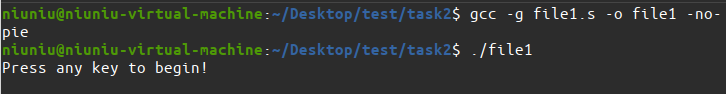 niuniu@niuniu-virtual-machine:~/Desktop/test/task2$ gcc -g file1.s -o file1 -no-
pie
niuniu@niuniu-virtual-machine:~/Desktop/test/task2$ ./file1
Press any key to begin!